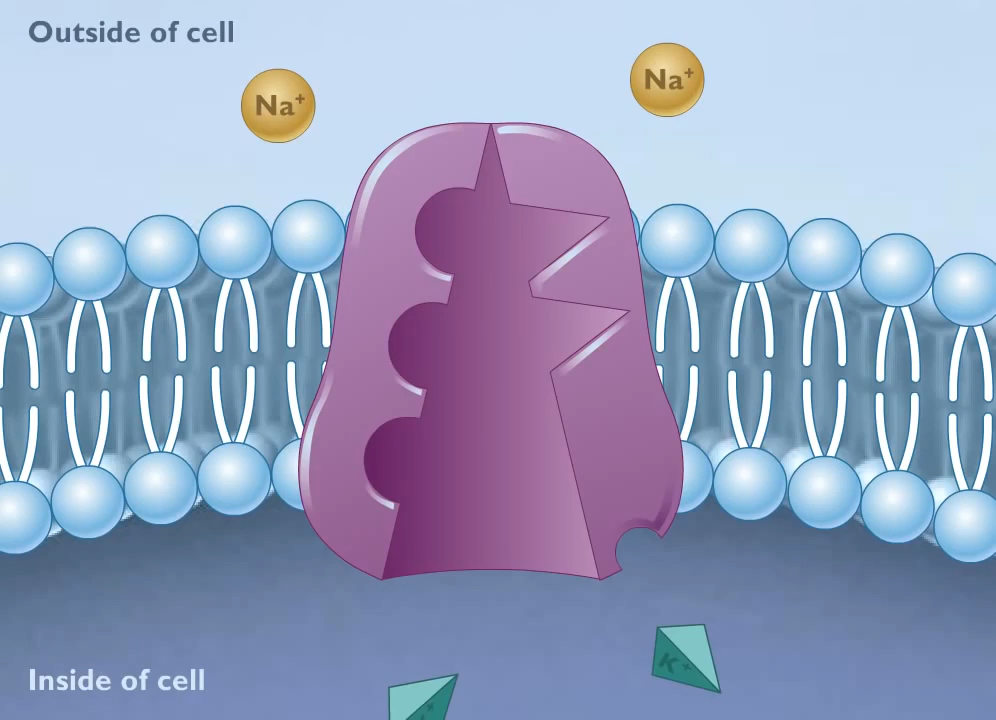 Outside of cell
Na⁺
Na⁺
K⁺
Inside of cell